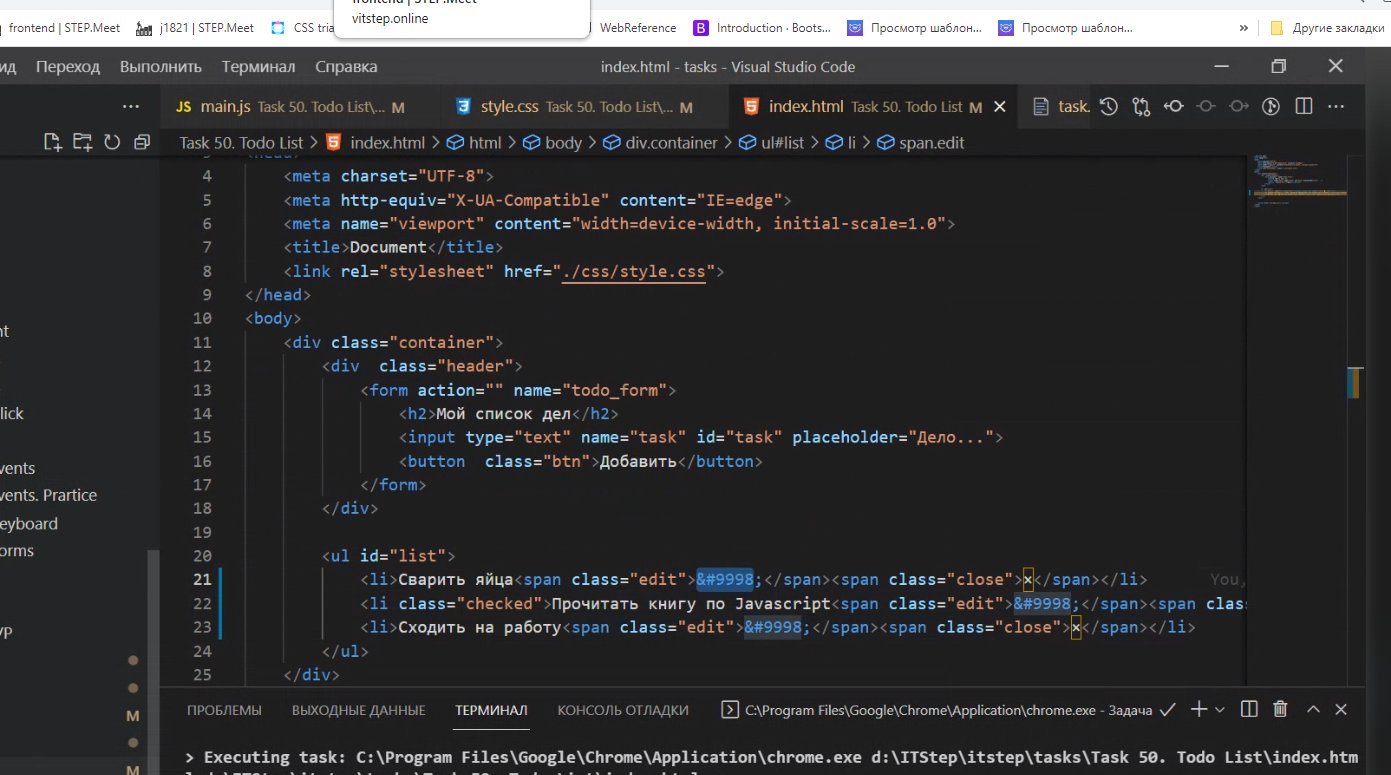 frontend | STEP.Meet
vitstep.online
frontend | STEP.Meet j1821 | STEP.Meet CSS tria WebReference Introduction · Boots... Просмотр шаблон... Просмотр шаблон... » Другие закладки
ид Переход Выполнить Терминал Справка index.html - tasks - Visual Studio Code
JS main.js Task 50. Todo List\... M style.css Task 50. Todo List\... M index.html Task 50. Todo List M task.
Task 50. Todo List > index.html > html > body > div.container > ul#list > li > span.edit
3 <head>
4 <meta charset="UTF-8">
5 <meta http-equiv="X-UA-Compatible" content="IE=edge">
6 <meta name="viewport" content="width=device-width, initial-scale=1.0">
7 <title>Document</title>
8 <link rel="stylesheet" href="./css/style.css">
9 </head>
10 <body>
11 <div class="container">
12 <div  class="header">
13 <form action="" name="todo_form">
14 <h2>Мой список дел</h2>
15 <input type="text" name="task" id="task" placeholder="Дело...">
16 <button  class="btn">Добавить</button>
17 </form>
18 </div>
19
20 <ul id="list">
21 <li>Сварить яйца<span class="edit">&#9998;</span><span class="close">×</span></li> You,
22 <li class="checked">Прочитать книгу по Javascript<span class="edit">&#9998;</span><span clas
23 <li>Сходить на работу<span class="edit">&#9998;</span><span class="close">×</span></li>
24 </ul>
25 </div>
nt
lick
vents
vents. Prartice
eyboard
orms
ур
M
M
ПРОБЛЕМЫ ВЫХОДНЫЕ ДАННЫЕ ТЕРМИНАЛ КОНСОЛЬ ОТЛАДКИ C:\Program Files\Google\Chrome\Application\chrome.exe - Задача
> Executing task: C:\Program Files\Google\Chrome\Application\chrome.exe d:\ITStep\itstep\tasks\Task 50. Todo List\index.htm